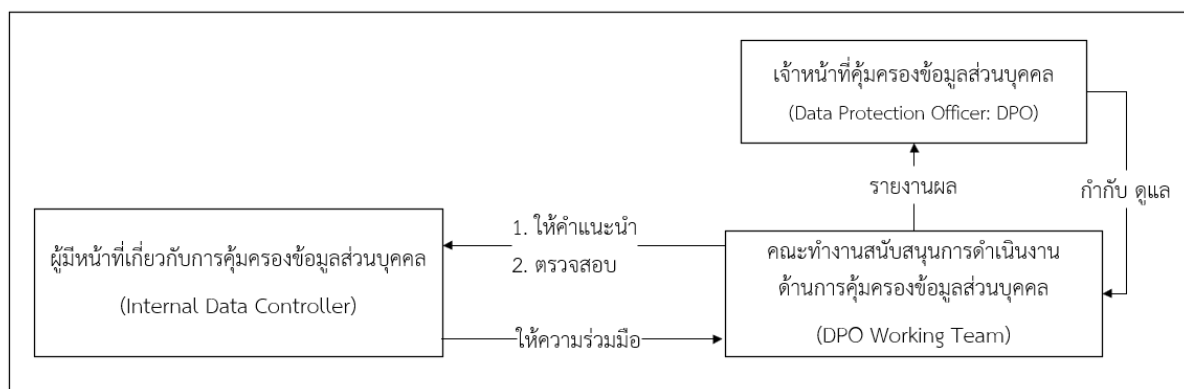 เจ้าหน้าที่คุ้มครองข้อมูลส่วนบุคคล
(Data Protection Officer: DPO)
รายงานผล
กำกับ ดูแล
ผู้มีหน้าที่เกี่ยวกับการคุ้มครองข้อมูลส่วนบุคคล
(Internal Data Controller)
1. ให้คำแนะนำ
2. ตรวจสอบ
คณะทำงานสนับสนุนการดำเนินงาน
ด้านการคุ้มครองข้อมูลส่วนบุคคล
(DPO Working Team)
ให้ความร่วมมือ